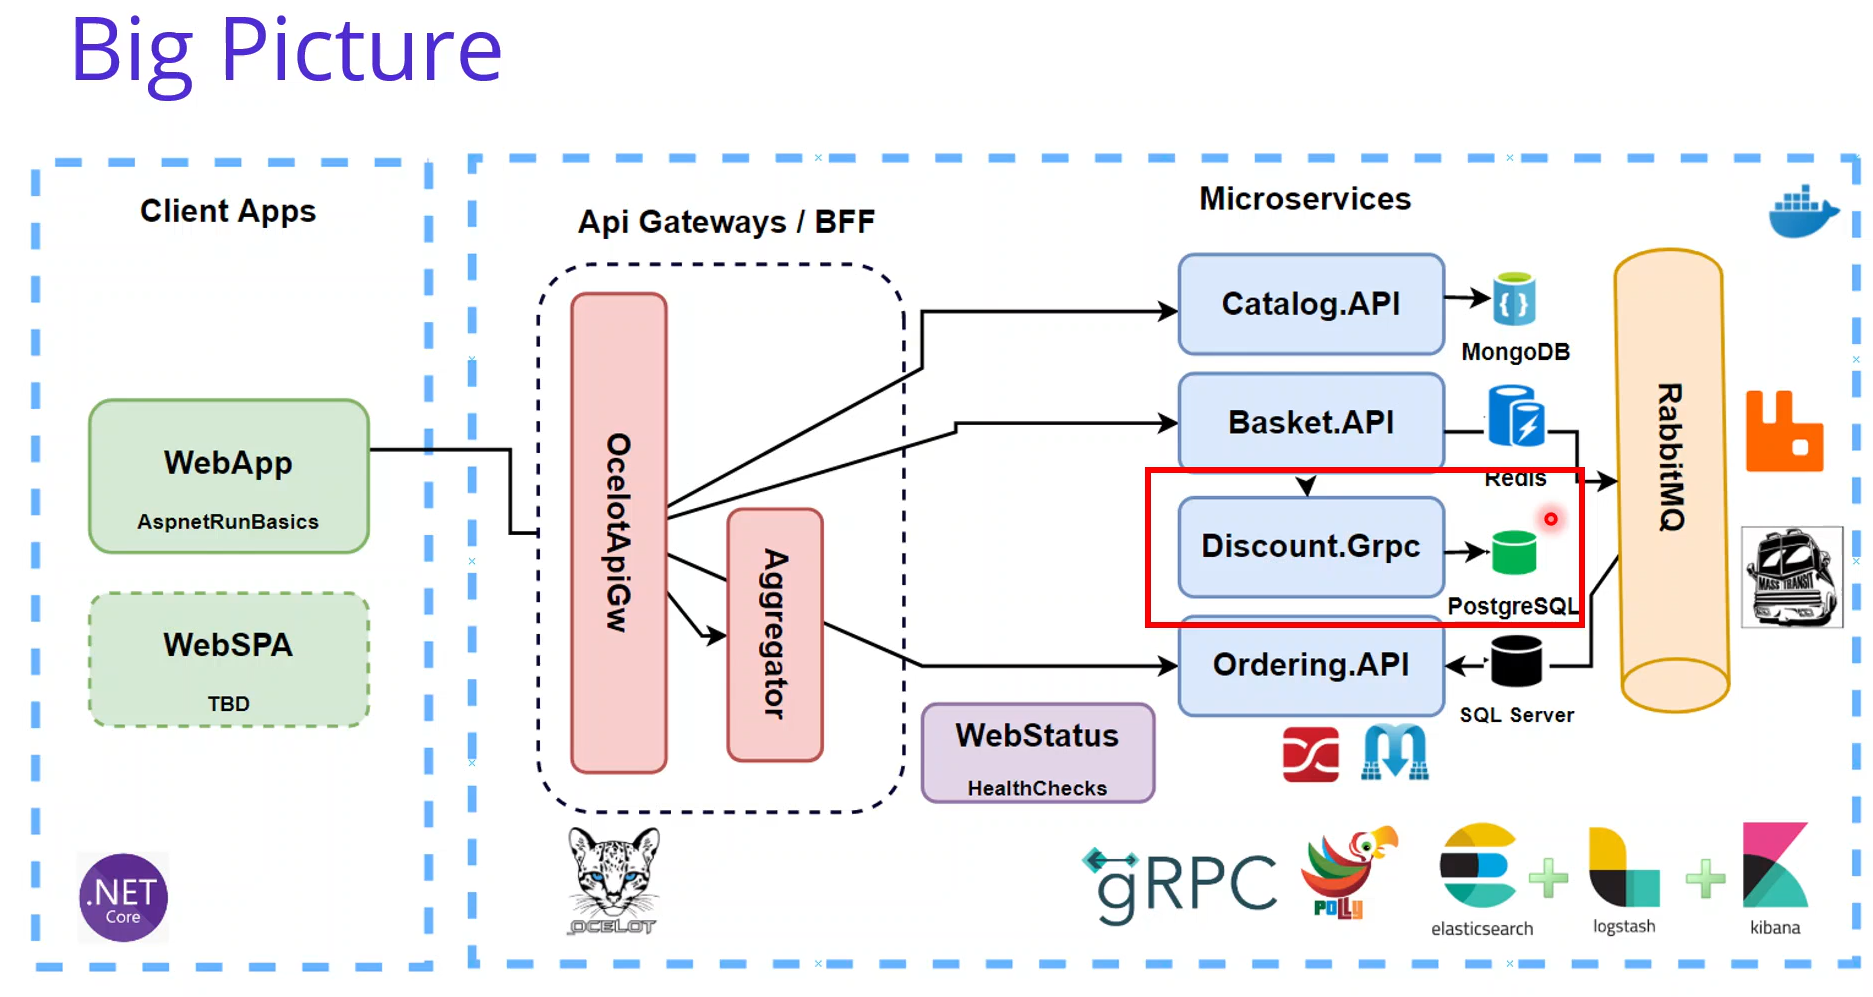 Big Picture
Client Apps
WebApp
AspnetRunBasics
WebSPA
TBD
.NET
Core
Api Gateways / BFF
OcelotApiGw
Aggregator
OCELOT
Microservices
Catalog.API
MongoDB
Basket.API
Redis
Discount.Grpc
PostgreSQL
Ordering.API
SQL Server
WebStatus
HealthChecks
RabbitMQ
MASS TRANSIT
gRPC
POLLY
elasticsearch
logstash
kibana